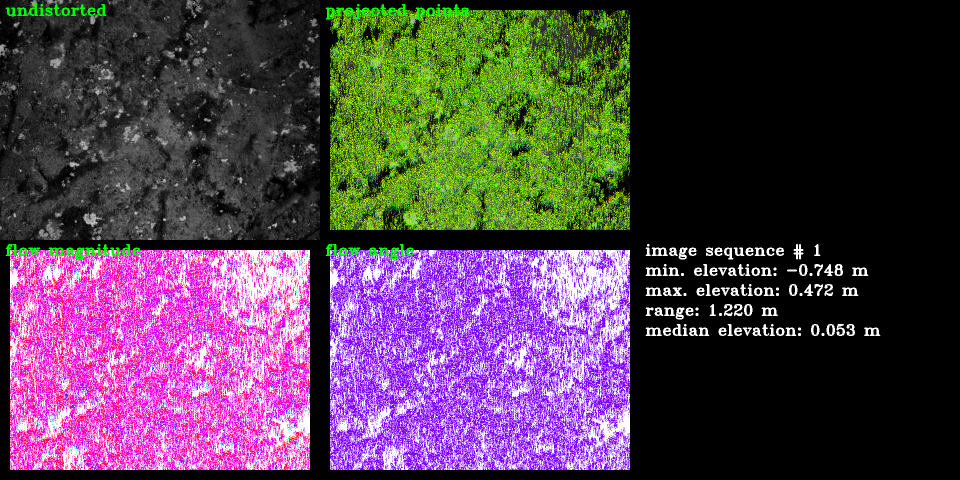 undistorted
projected points
flow magnitude
flow angle
image sequence # 1
min. elevation: −0.748 m
max. elevation: 0.472 m
range: 1.220 m
median elevation: 0.053 m